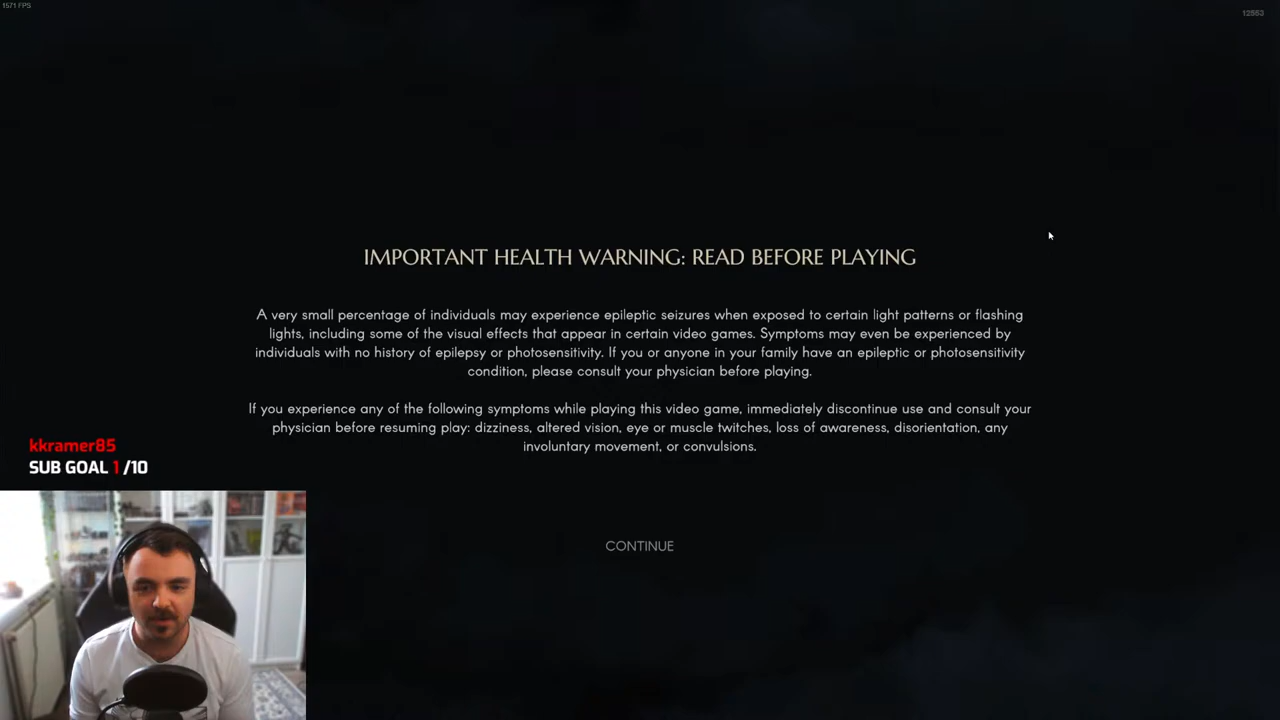 1571 FPS
12553
IMPORTANT HEALTH WARNING: READ BEFORE PLAYING
A very small percentage of individuals may experience epileptic seizures when exposed to certain light patterns or flashing
lights, including some of the visual effects that appear in certain video games. Symptoms may even be experienced by
individuals with no history of epilepsy or photosensitivity. If you or anyone in your family have an epileptic or photosensitivity
condition, please consult your physician before playing.
If you experience any of the following symptoms while playing this video game, immediately discontinue use and consult your
physician before resuming play: dizziness, altered vision, eye or muscle twitches, loss of awareness, disorientation, any
involuntary movement, or convulsions.
kkramer85
SUB GOAL 1 /10
CONTINUE